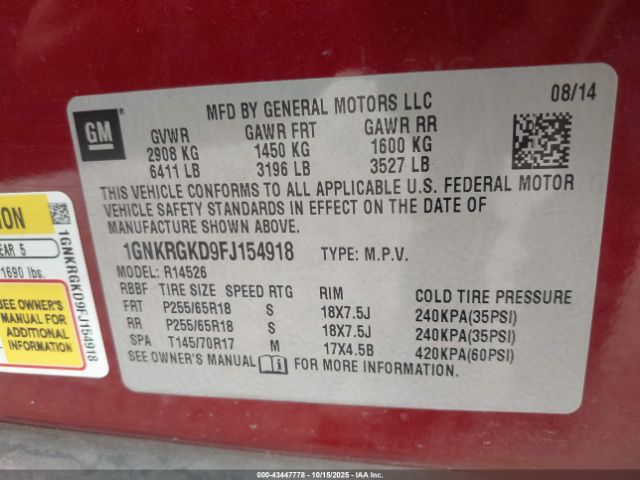 GM
MFD BY GENERAL MOTORS LLC
08/14
GVWR GAWR FRT GAWR RR
2908 KG 1450 KG 1600 KG
6411 LB 3196 LB 3527 LB
THIS VEHICLE CONFORMS TO ALL APPLICABLE U.S. FEDERAL MOTOR
VEHICLE SAFETY STANDARDS IN EFFECT ON THE DATE OF
MANUFACTURE SHOWN ABOVE.
1GNKRGKD9FJ154918 TYPE: M.P.V.
MODEL: R14526
RBBF TIRE SIZE SPEED RTG RIM COLD TIRE PRESSURE
FRT P255/65R18 S 18X7.5J 240KPA(35PSI)
RR P255/65R18 S 18X7.5J 240KPA(35PSI)
SPA T145/70R17 M 17X4.5B 420KPA(60PSI)
SEE OWNER'S MANUAL FOR MORE INFORMATION.
EAR 5
1690 lbs.
SEE OWNER'S
MANUAL FOR
ADDITIONAL
INFORMATION
1GNKRGKD9FJ154918
000-43447778 - 10/15/2025 - IAA Inc.